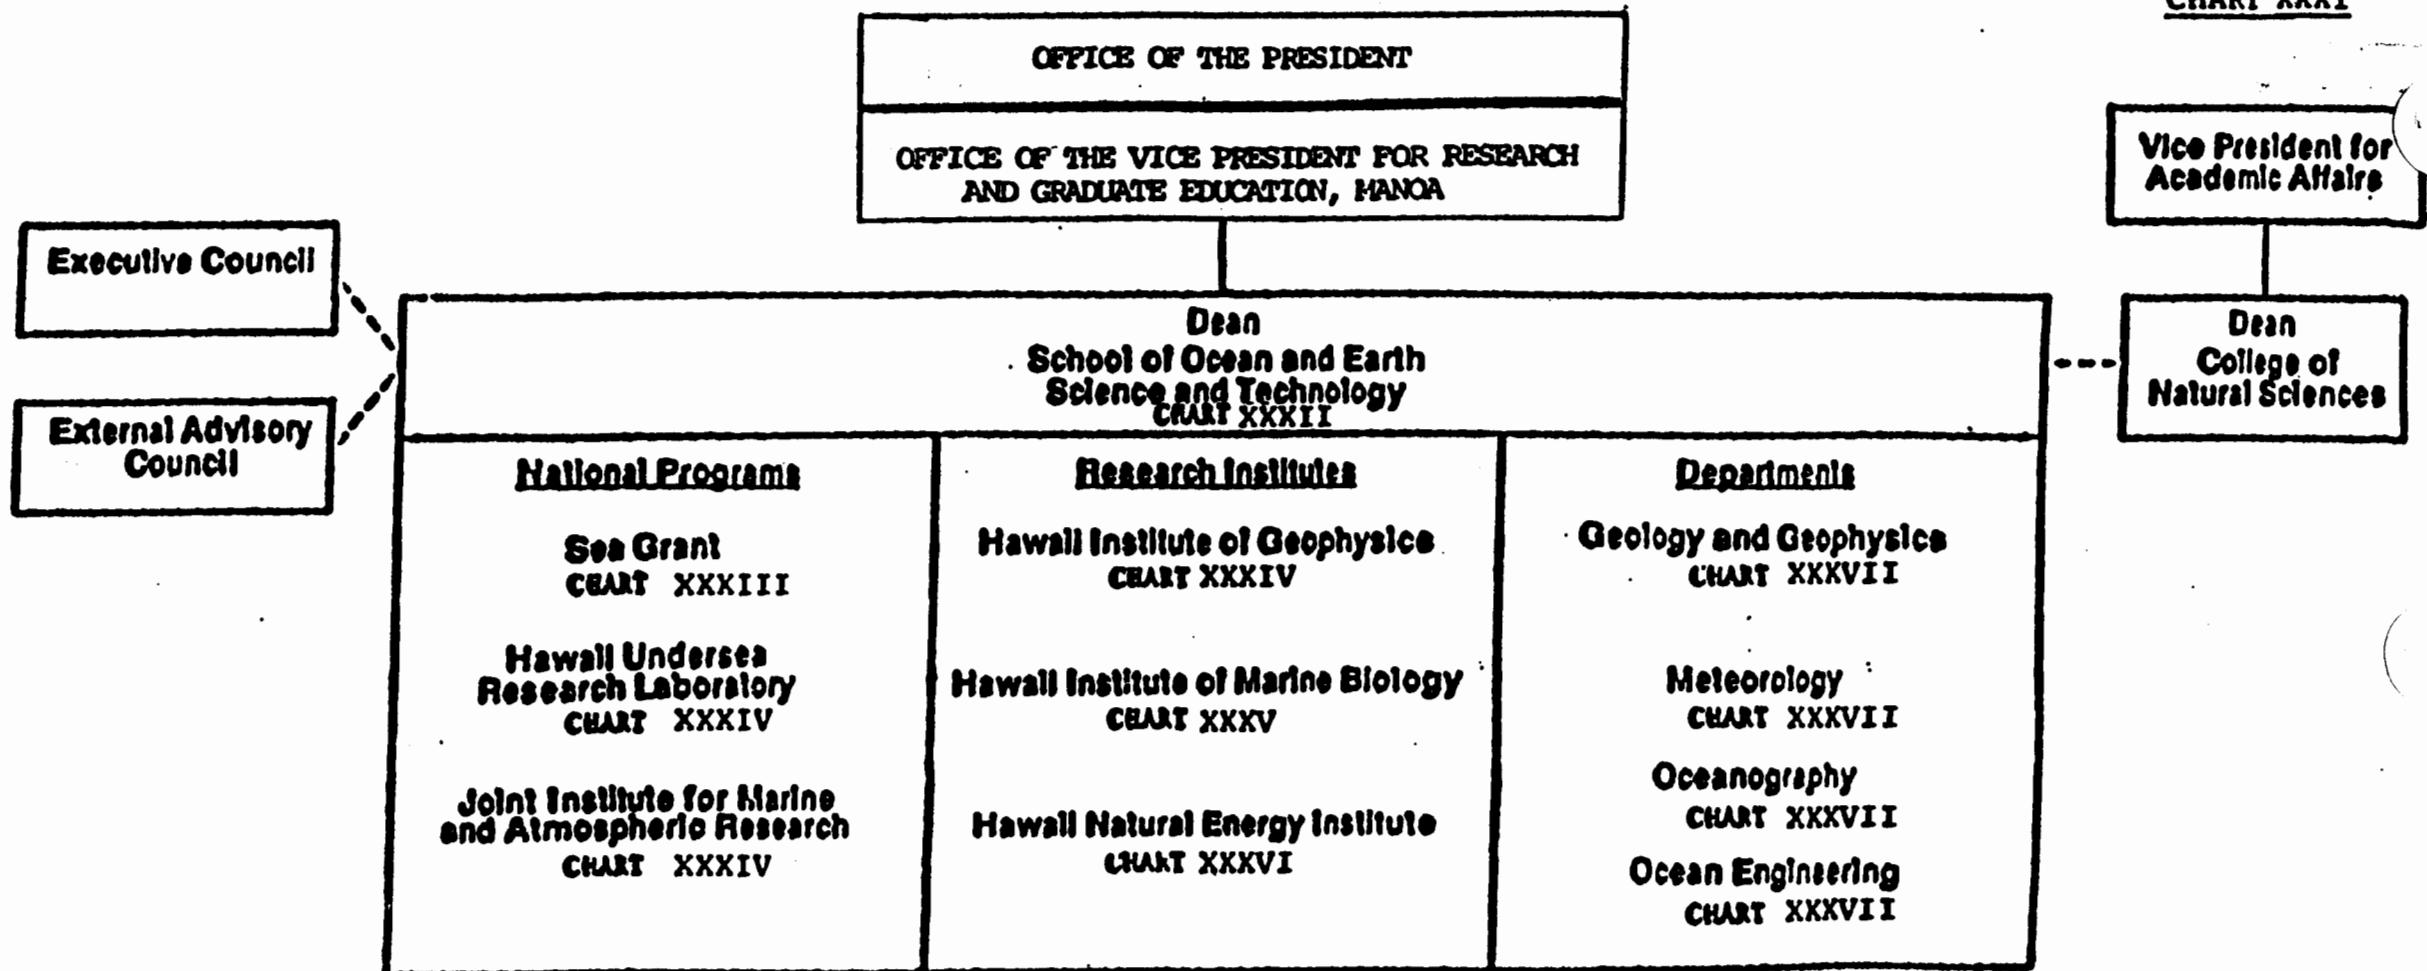 CHART XXXI
OFFICE OF THE PRESIDENT
OFFICE OF THE VICE PRESIDENT FOR RESEARCH
AND GRADUATE EDUCATION, MANOA
Vice President for
Academic Affairs
Executive Council
External Advisory
Council
Dean
School of Ocean and Earth
Science and Technology
CHART XXXII
Dean
College of
Natural Sciences
National Programs
Sea Grant
CHART XXXIII
Hawaii Undersea
Research Laboratory
CHART XXXIV
Joint Institute for Marine
and Atmospheric Research
CHART XXXIV
Research Institutes
Hawaii Institute of Geophysics
CHART XXXIV
Hawaii Institute of Marine Biology
CHART XXXV
Hawaii Natural Energy Institute
CHART XXXVI
Departments
Geology and Geophysics
CHART XXXVII
Meteorology
CHART XXXVII
Oceanography
CHART XXXVII
Ocean Engineering
CHART XXXVII